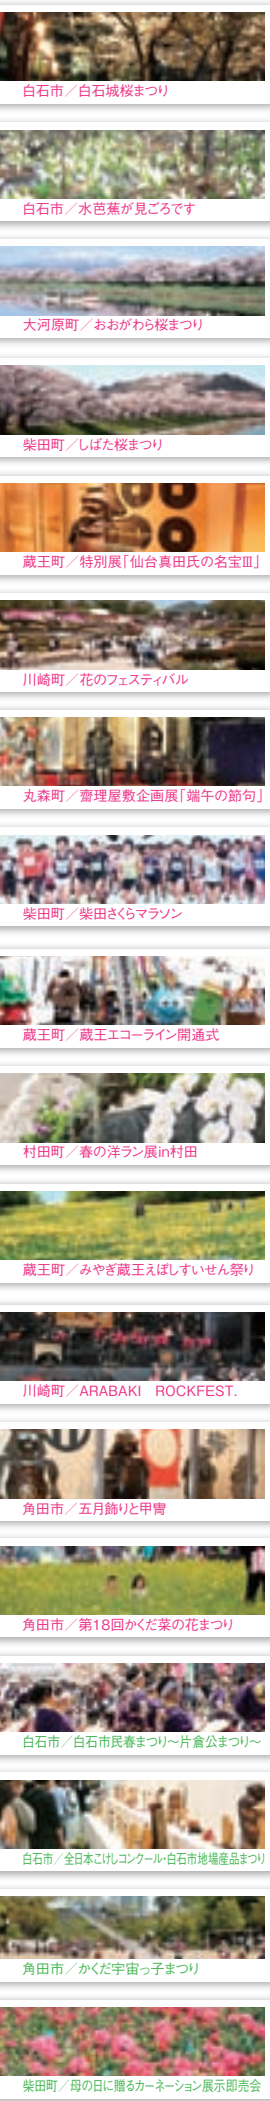 白石市／白石城桜まつり
白石市／水芭蕉が見ごろです
大河原町／おおがわら桜まつり
柴田町／しばた桜まつり
蔵王町／特別展「仙台真田氏の名宝Ⅲ」
川崎町／花のフェスティバル
丸森町／齋理屋敷企画展「端午の節句」
柴田町／柴田さくらマラソン
蔵王町／蔵王エコーライン開通式
村田町／春の洋ラン展in村田
蔵王町／みやぎ蔵王えぼしすいせん祭り
川崎町／ARABAKI　ROCKFEST.
角田市／五月飾りと甲冑
角田市／第18回かくだ菜の花まつり
白石市／白石市民春まつり～片倉公まつり～
白石市／全日本こけしコンクール・白石市地場産品まつり
角田市／かくだ宇宙っ子まつり
柴田町／母の日に贈るカーネーション展示即売会